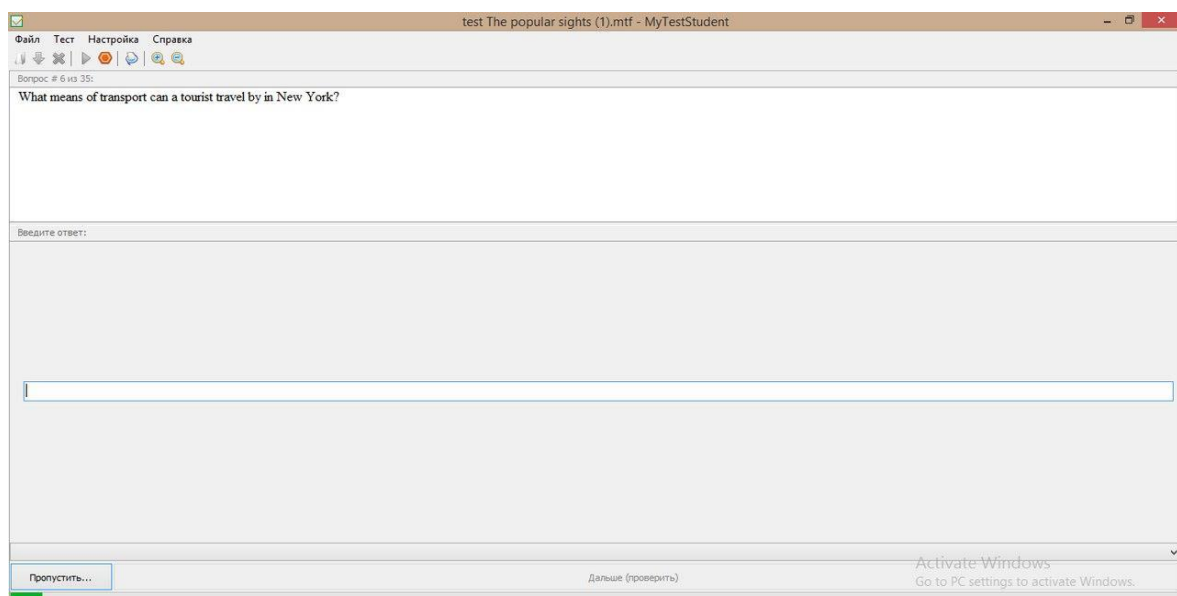 test The popular sights (1).mtf - MyTestStudent
Файл Тест Настройка Справка
Вопрос # 6 из 35:
What means of transport can a tourist travel by in New York?
Введите ответ:
Activate Windows
Пропустить... Дальше (проверить) Go to PC settings to activate Windows.